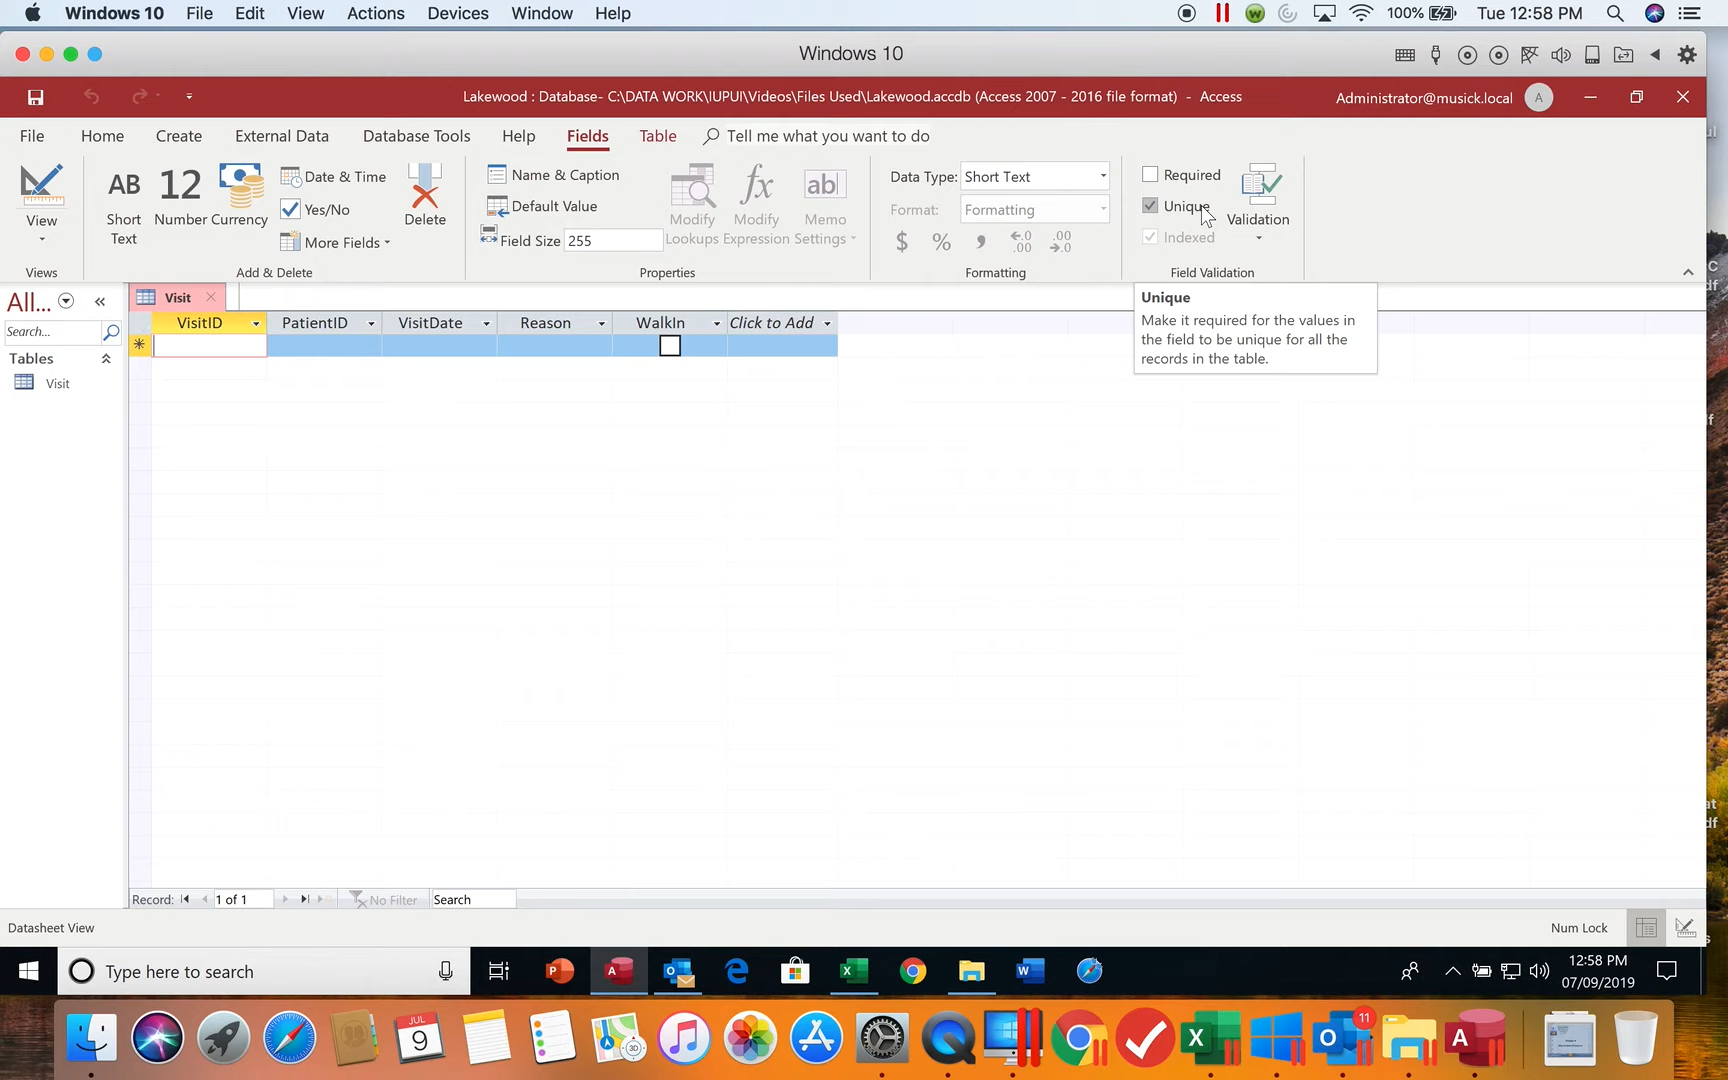 Windows 10 File Edit View Actions Devices Window Help 100% Tue 12:58 PM
Windows 10
Lakewood : Database- C:\DATA WORK\IUPUI\Videos\Files Used\Lakewood.accdb (Access 2007 - 2016 file format) - Access Administrator@musick.local A
File Home Create External Data Database Tools Help Fields Table Tell me what you want to do
View
Views
AB Short Text
12 Number
Currency
Date & Time
Yes/No
More Fields
Delete
Add & Delete
Name & Caption
Default Value
Field Size 255
Modify Lookups
fx Modify Expression
ab Memo Settings
Properties
Data Type: Short Text
Format: Formatting
$ % , ←.0 .00 .00 →.0
Formatting
Required
Unique
Indexed
Validation
Field Validation
Unique
Make it required for the values in
the field to be unique for all the
records in the table.
All... «
Search...
Tables
Visit
Visit
VisitID PatientID VisitDate Reason WalkIn Click to Add
Record: 1 of 1 No Filter Search
Datasheet View Num Lock
Type here to search 12:58 PM
07/09/2019
JUL
9
3D
11